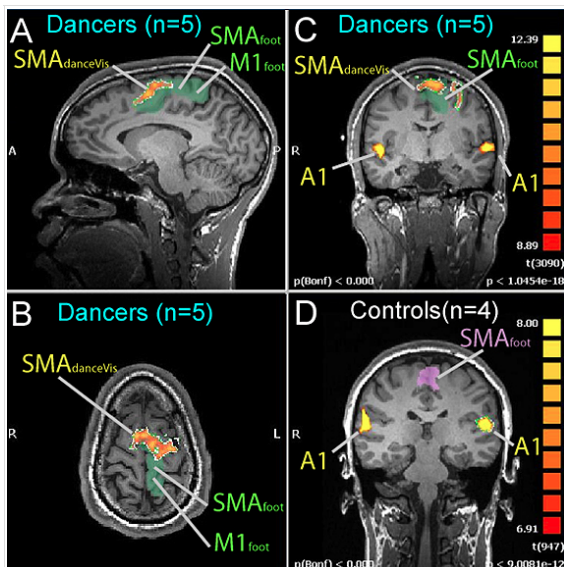 A Dancers (n=5)
SMAfoot
SMAdanceVis
M1foot
A
P
C Dancers (n=5)
12.39
SMAdanceVis
SMAfoot
R
A1
A1
8.89
t(3090)
p(Bonf) < 0.000
p < 1.0454e-18
B Dancers (n=5)
SMAdanceVis
R
L
SMAfoot
M1foot
D Controls(n=4)
8.00
SMAfoot
R
A1
A1
6.91
t(947)
p(Bonf) < 0.000
p < 9.0081e-12